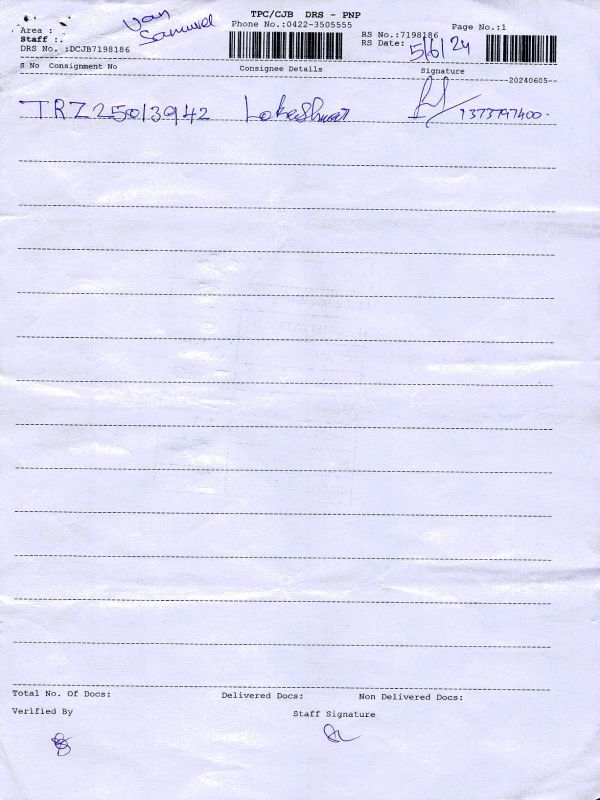 TPC/CJB DRS - PNP
Van
Samuvel
Phone No.:0422-3505555
Page No.:1
Area :
RS No.:7198186
Staff :.
RS Date: 5/6/24
DRS No. :DCJB7198186
S No Consignment No Consignee Details Signature
20240605
TRZ25013942 Lokeshwar
Total No. Of Docs: Delivered Docs: Non Delivered Docs:
Verified By Staff Signature